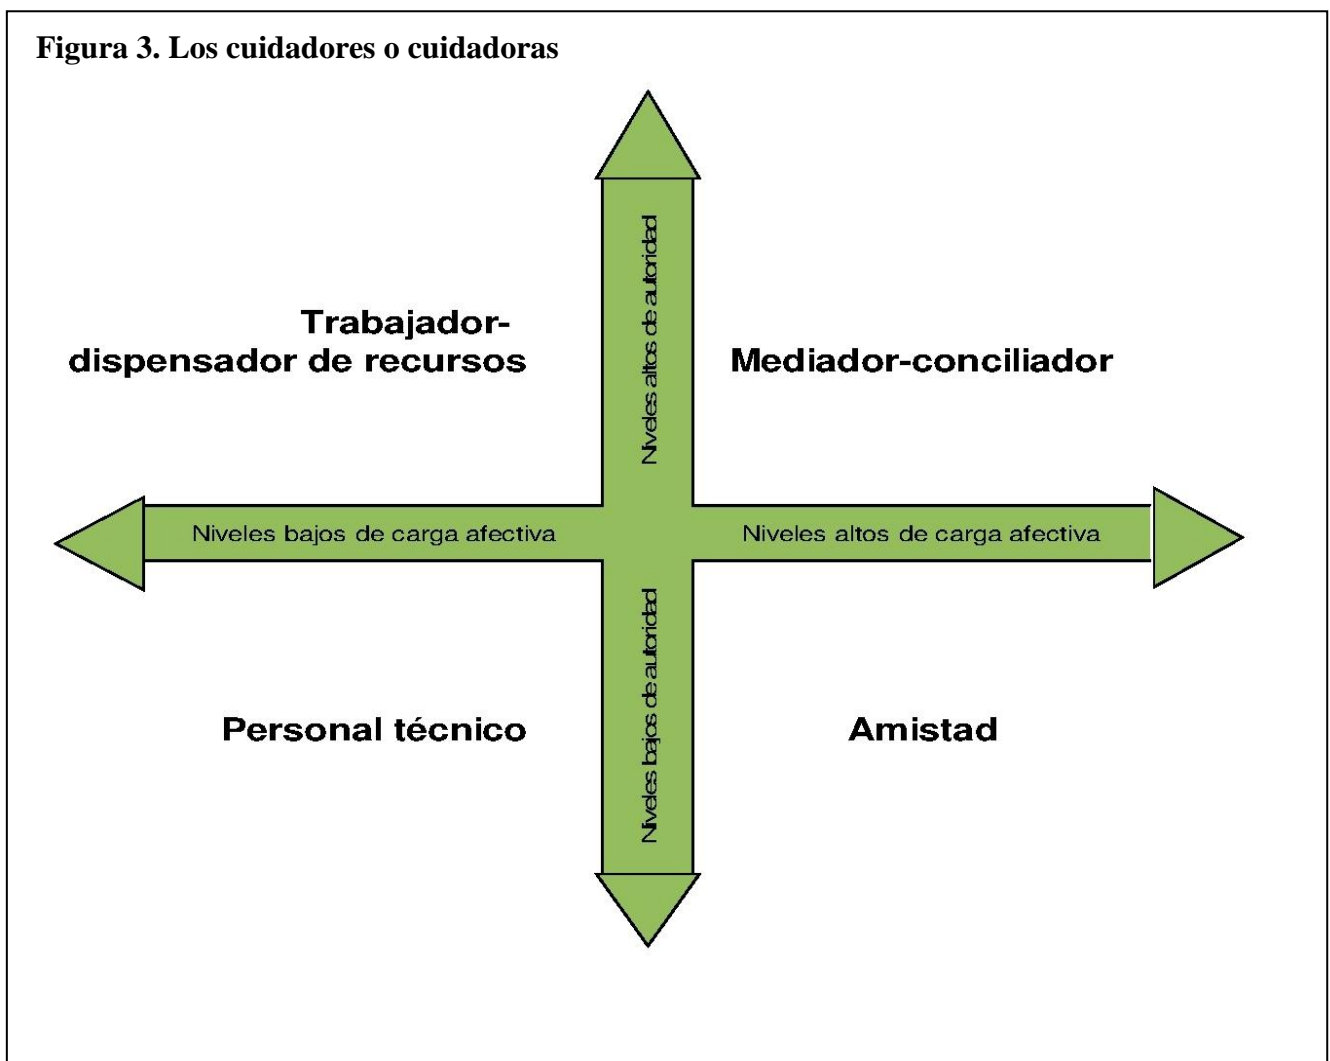 Figura 3. Los cuidadores o cuidadoras
Niveles altos de autoridad
Trabajador-
dispensador de recursos
Mediador-conciliador
Niveles bajos de carga afectiva
Niveles altos de carga afectiva
Niveles bajos de autoridad
Personal técnico
Amistad